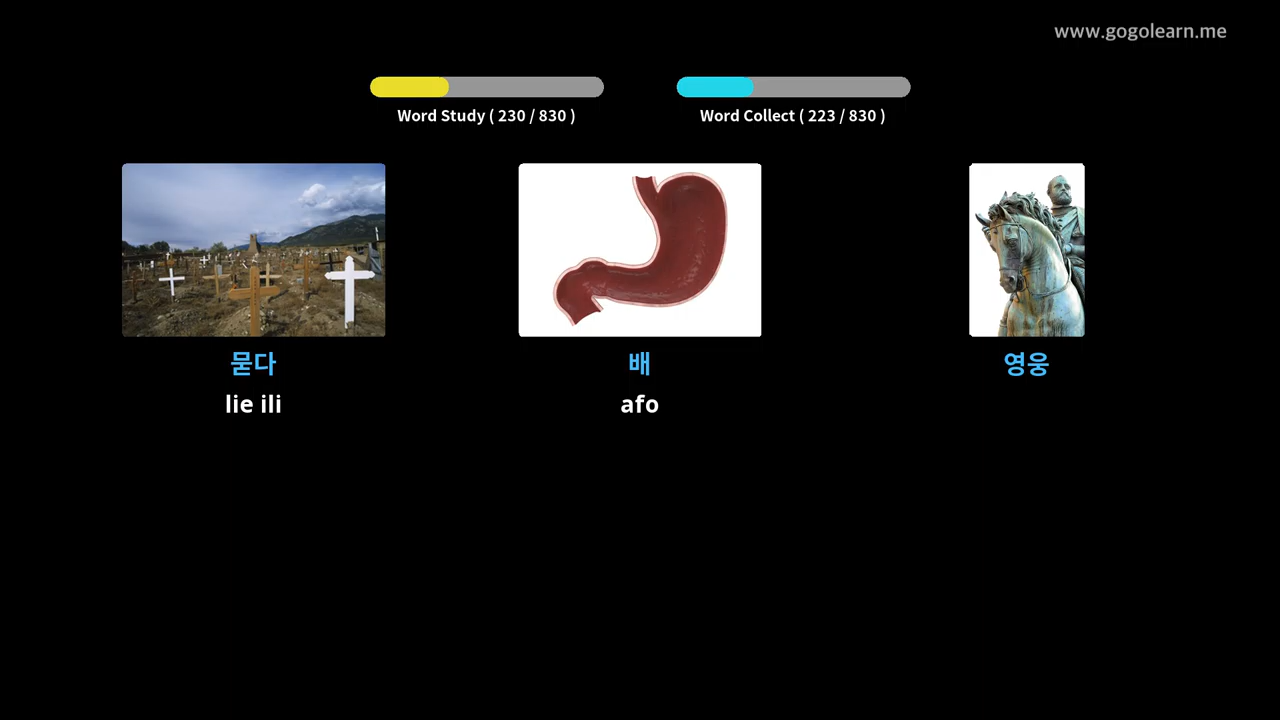 www.gogolearn.me
Word Study ( 230 / 830 )
Word Collect ( 223 / 830 )
묻다
배
영웅
lie ili
afo